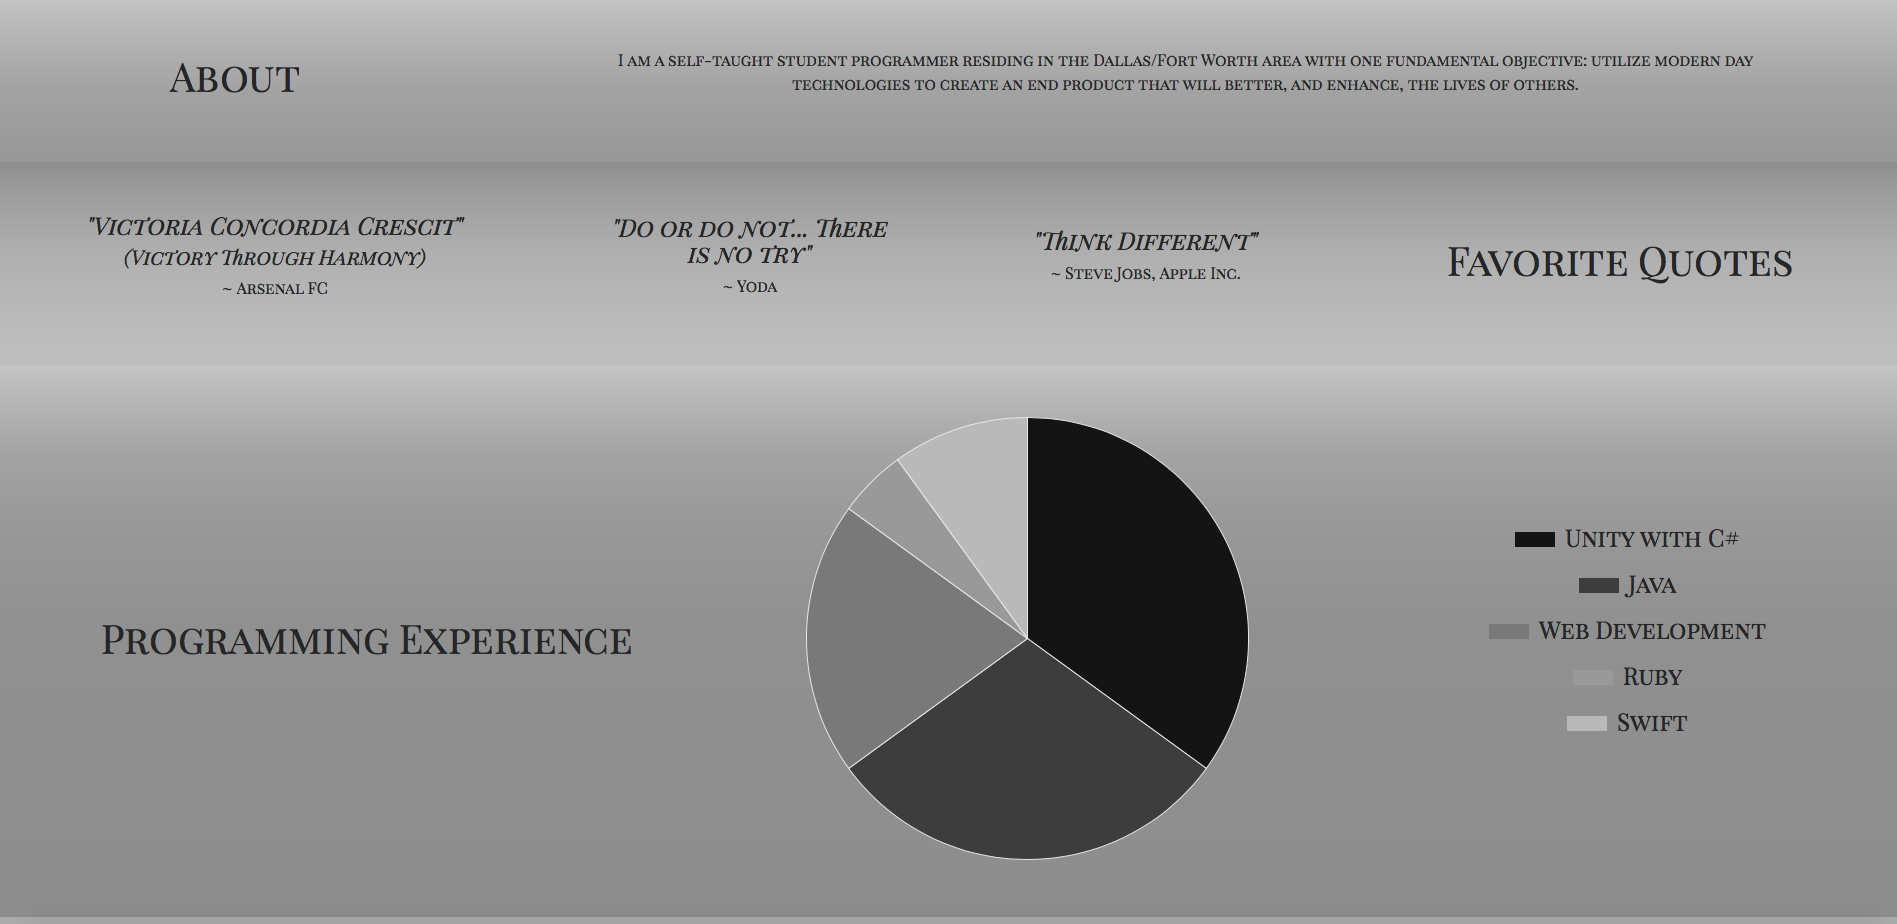 About
I am a self-taught student programmer residing in the Dallas/Fort Worth area with one fundamental objective: utilize modern day
technologies to create an end product that will better, and enhance, the lives of others.
"Victoria Concordia Crescit"
(Victory Through Harmony)
~ Arsenal FC
"Do or do not... There
is no try"
~ Yoda
"Think Different"
~ Steve Jobs, Apple Inc.
Favorite Quotes
Programming Experience
Unity with C#
Java
Web Development
Ruby
Swift